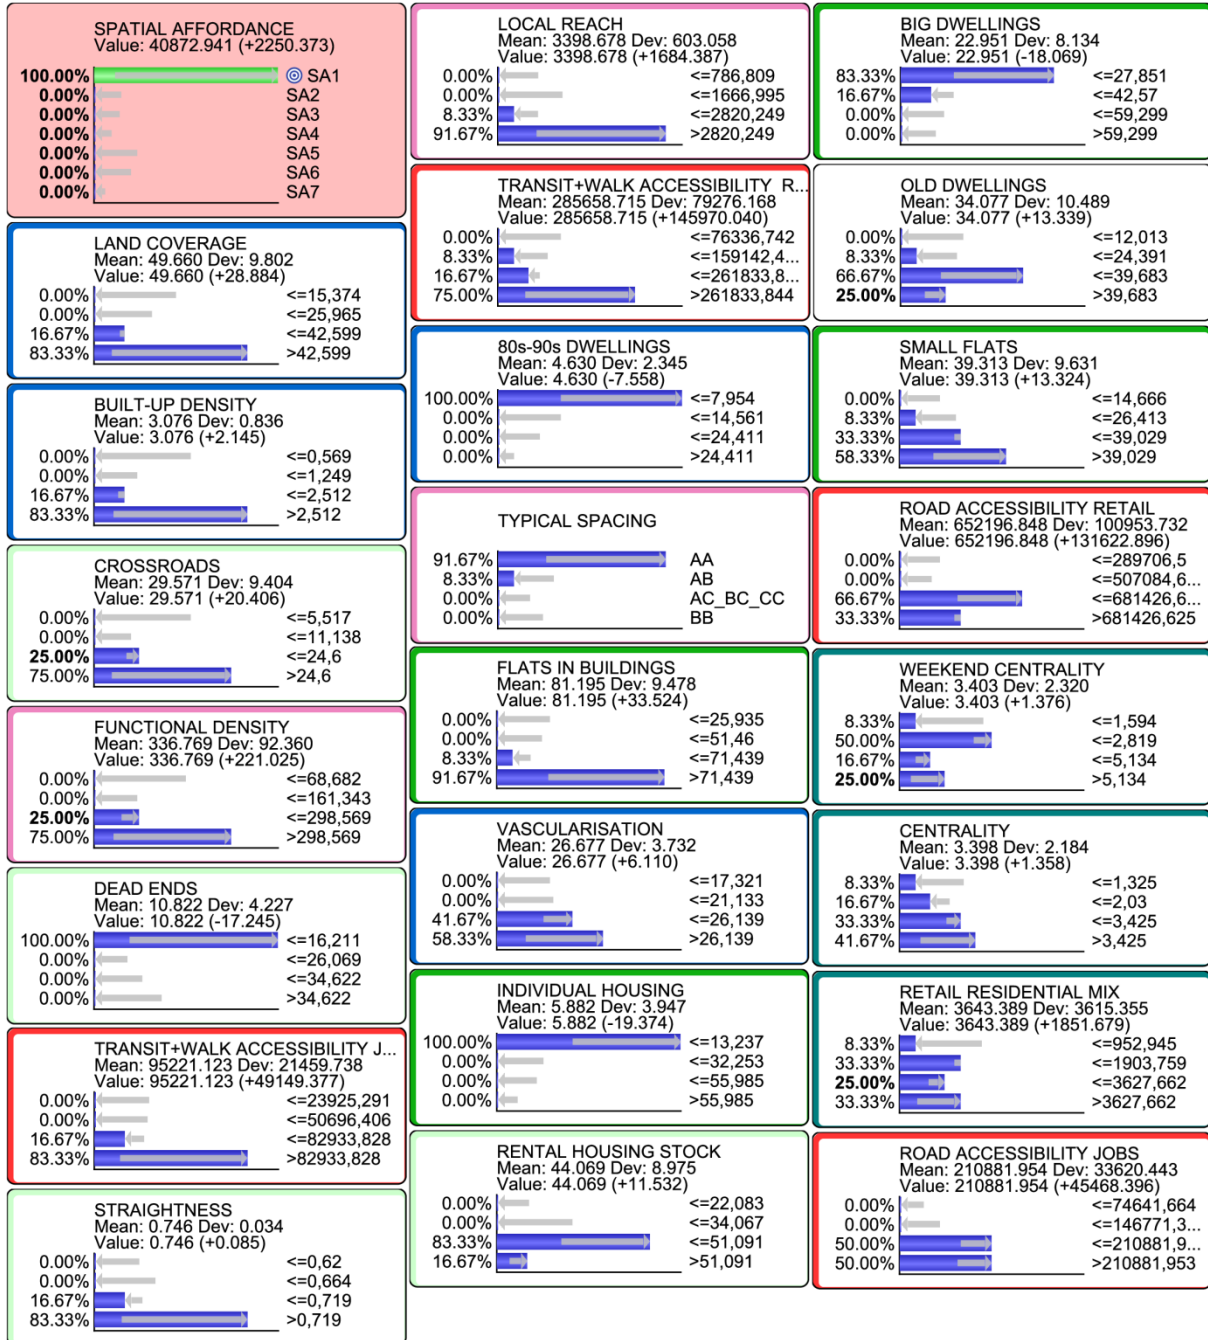 SPATIAL AFFORDANCE
Value: 40872.941 (+2250.373)
100.00% SA1
0.00% SA2
0.00% SA3
0.00% SA4
0.00% SA5
0.00% SA6
0.00% SA7
LAND COVERAGE
Mean: 49.660 Dev: 9.802
Value: 49.660 (+28.884)
0.00% <=15,374
0.00% <=25,965
16.67% <=42,599
83.33% >42,599
BUILT-UP DENSITY
Mean: 3.076 Dev: 0.836
Value: 3.076 (+2.145)
0.00% <=0,569
0.00% <=1,249
16.67% <=2,512
83.33% >2,512
CROSSROADS
Mean: 29.571 Dev: 9.404
Value: 29.571 (+20.406)
0.00% <=5,517
0.00% <=11,138
25.00% <=24,6
75.00% >24,6
FUNCTIONAL DENSITY
Mean: 336.769 Dev: 92.360
Value: 336.769 (+221.025)
0.00% <=68,682
0.00% <=161,343
25.00% <=298,569
75.00% >298,569
DEAD ENDS
Mean: 10.822 Dev: 4.227
Value: 10.822 (-17.245)
100.00% <=16,211
0.00% <=26,069
0.00% <=34,622
0.00% >34,622
TRANSIT+WALK ACCESSIBILITY J...
Mean: 95221.123 Dev: 21459.738
Value: 95221.123 (+49149.377)
0.00% <=23925,291
0.00% <=50696,406
16.67% <=82933,828
83.33% >82933,828
STRAIGHTNESS
Mean: 0.746 Dev: 0.034
Value: 0.746 (+0.085)
0.00% <=0,62
0.00% <=0,664
16.67% <=0,719
83.33% >0,719
LOCAL REACH
Mean: 3398.678 Dev: 603.058
Value: 3398.678 (+1684.387)
0.00% <=786,809
0.00% <=1666,995
8.33% <=2820,249
91.67% >2820,249
TRANSIT+WALK ACCESSIBILITY R...
Mean: 285658.715 Dev: 79276.168
Value: 285658.715 (+145970.040)
0.00% <=76336,742
8.33% <=159142,4...
16.67% <=261833,8...
75.00% >261833,844
80s-90s DWELLINGS
Mean: 4.630 Dev: 2.345
Value: 4.630 (-7.558)
100.00% <=7,954
0.00% <=14,561
0.00% <=24,411
0.00% >24,411
TYPICAL SPACING
91.67% AA
8.33% AB
0.00% AC_BC_CC
0.00% BB
FLATS IN BUILDINGS
Mean: 81.195 Dev: 9.478
Value: 81.195 (+33.524)
0.00% <=25,935
0.00% <=51,46
8.33% <=71,439
91.67% >71,439
VASCULARISATION
Mean: 26.677 Dev: 3.732
Value: 26.677 (+6.110)
0.00% <=17,321
0.00% <=21,133
41.67% <=26,139
58.33% >26,139
INDIVIDUAL HOUSING
Mean: 5.882 Dev: 3.947
Value: 5.882 (-19.374)
100.00% <=13,237
0.00% <=32,253
0.00% <=55,985
0.00% >55,985
RENTAL HOUSING STOCK
Mean: 44.069 Dev: 8.975
Value: 44.069 (+11.532)
0.00% <=22,083
0.00% <=34,067
83.33% <=51,091
16.67% >51,091
BIG DWELLINGS
Mean: 22.951 Dev: 8.134
Value: 22.951 (-18.069)
83.33% <=27,851
16.67% <=42,57
0.00% <=59,299
0.00% >59,299
OLD DWELLINGS
Mean: 34.077 Dev: 10.489
Value: 34.077 (+13.339)
0.00% <=12,013
8.33% <=24,391
66.67% <=39,683
25.00% >39,683
SMALL FLATS
Mean: 39.313 Dev: 9.631
Value: 39.313 (+13.324)
0.00% <=14,666
8.33% <=26,413
33.33% <=39,029
58.33% >39,029
ROAD ACCESSIBILITY RETAIL
Mean: 652196.848 Dev: 100953.732
Value: 652196.848 (+131622.896)
0.00% <=289706,5
0.00% <=507084,6...
66.67% <=681426,6...
33.33% >681426,625
WEEKEND CENTRALITY
Mean: 3.403 Dev: 2.320
Value: 3.403 (+1.376)
8.33% <=1,594
50.00% <=2,819
16.67% <=5,134
25.00% >5,134
CENTRALITY
Mean: 3.398 Dev: 2.184
Value: 3.398 (+1.358)
8.33% <=1,325
16.67% <=2,03
33.33% <=3,425
41.67% >3,425
RETAIL RESIDENTIAL MIX
Mean: 3643.389 Dev: 3615.355
Value: 3643.389 (+1851.679)
8.33% <=952,945
33.33% <=1903,759
25.00% <=3627,662
33.33% >3627,662
ROAD ACCESSIBILITY JOBS
Mean: 210881.954 Dev: 33620.443
Value: 210881.954 (+45468.396)
0.00% <=74641,664
0.00% <=146771,3...
50.00% <=210881,9...
50.00% >210881,953